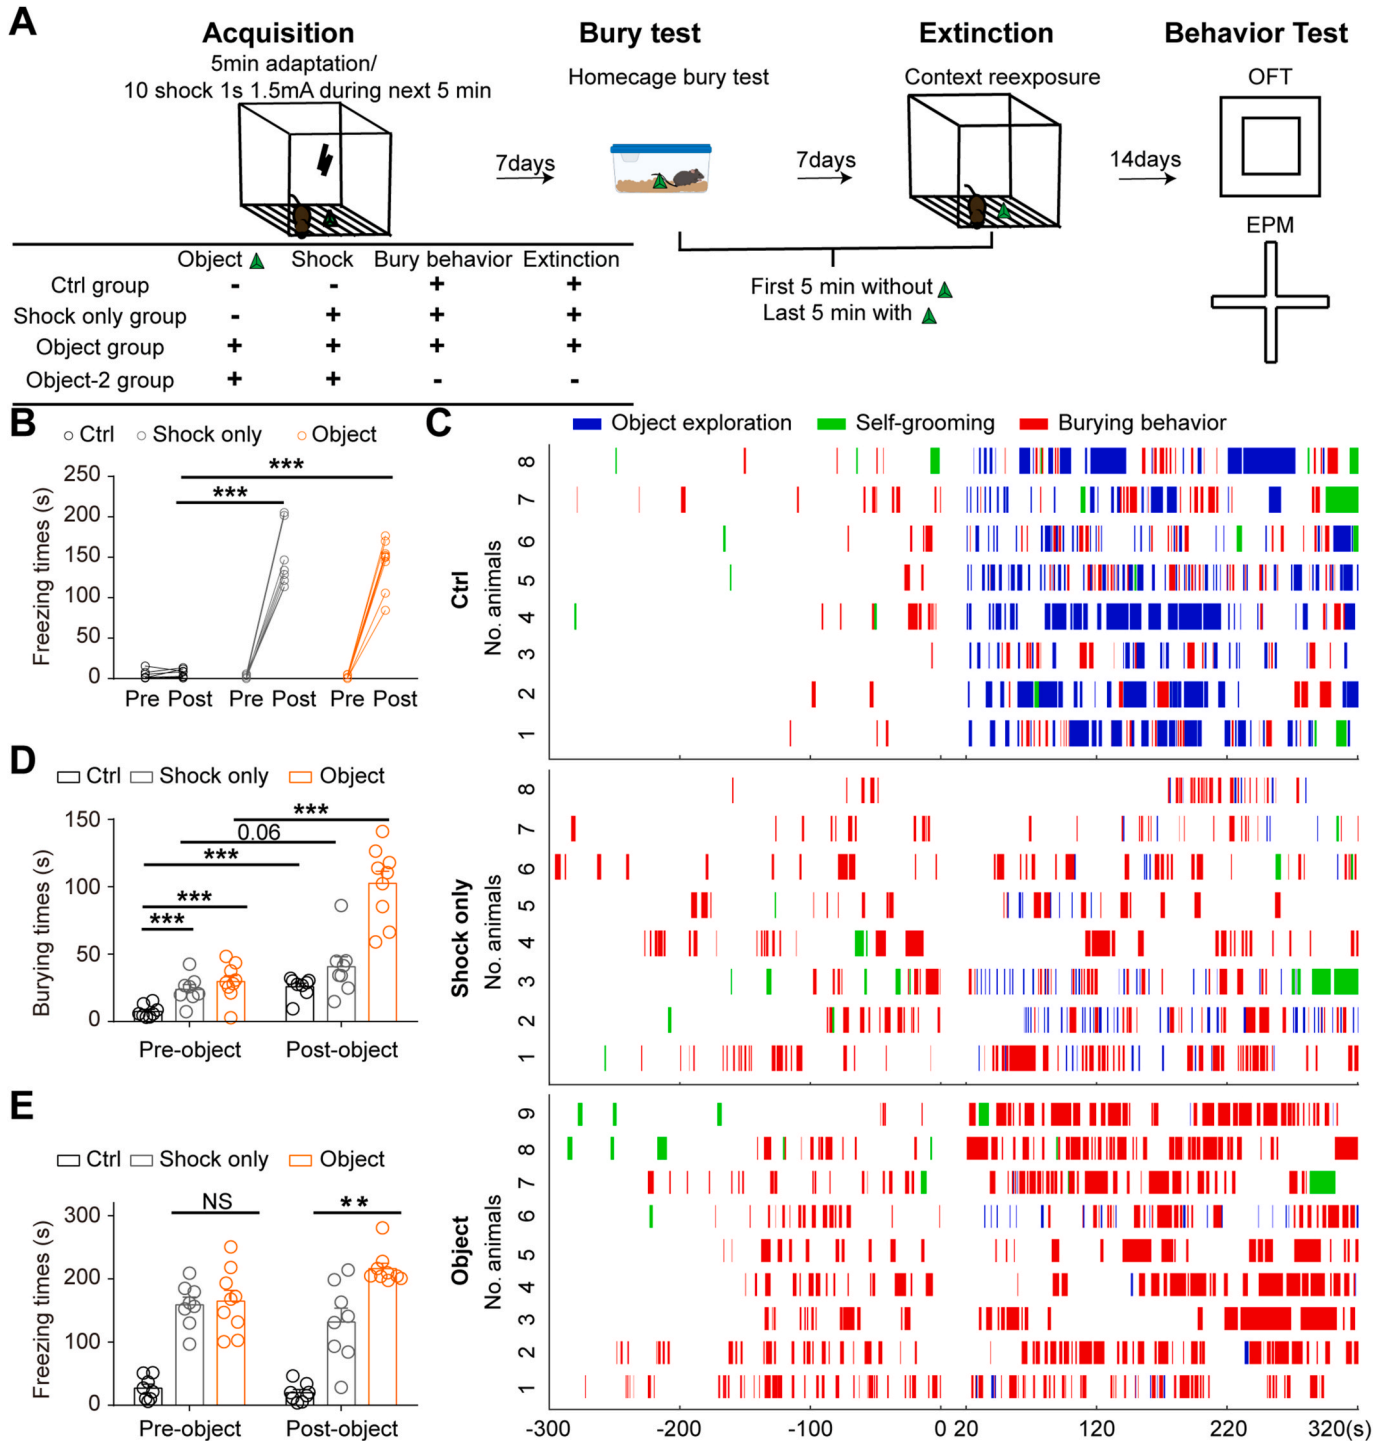 A
Acquisition
Bury test
Extinction
Behavior Test
5min adaptation/
10 shock 1s 1.5mA during next 5 min
Homecage bury test
Context reexposure
OFT
7days
7days
14days
EPM
Object Shock Bury behavior Extinction
Ctrl group - - + +
Shock only group - + + +
Object group + + + +
Object-2 group + + - -
First 5 min without
Last 5 min with
B
Ctrl Shock only Object
Freezing times (s)
250
200
150
100
50
0
***
***
Pre Post Pre Post Pre Post
C
Object exploration Self-grooming Burying behavior
Ctrl
No. animals
8
7
6
5
4
3
2
1
Shock only
No. animals
8
7
6
5
4
3
2
1
Object
No. animals
9
8
7
6
5
4
3
2
1
-300 -200 -100 0 20 120 220 320(s)
D
Ctrl Shock only Object
Burying times (s)
150
100
50
0
***
0.06
***
***
***
Pre-object Post-object
E
Ctrl Shock only Object
Freezing times (s)
300
200
100
0
NS
**
Pre-object Post-object